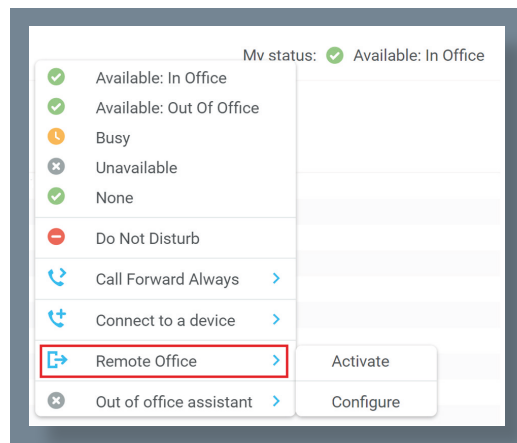 My status: Available: In Office
Available: In Office
Available: Out Of Office
Busy
Unavailable
None
Do Not Disturb
Call Forward Always
Connect to a device
Remote Office
Activate
Out of office assistant
Configure